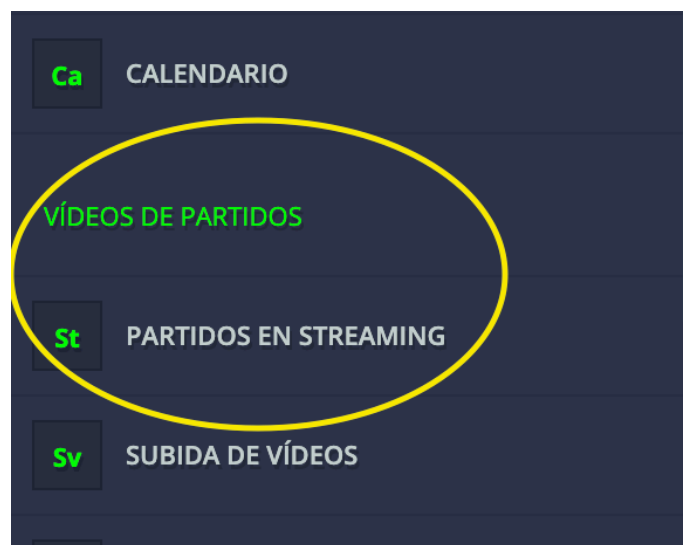 Ca CALENDARIO
VÍDEOS DE PARTIDOS
St PARTIDOS EN STREAMING
Sv SUBIDA DE VÍDEOS